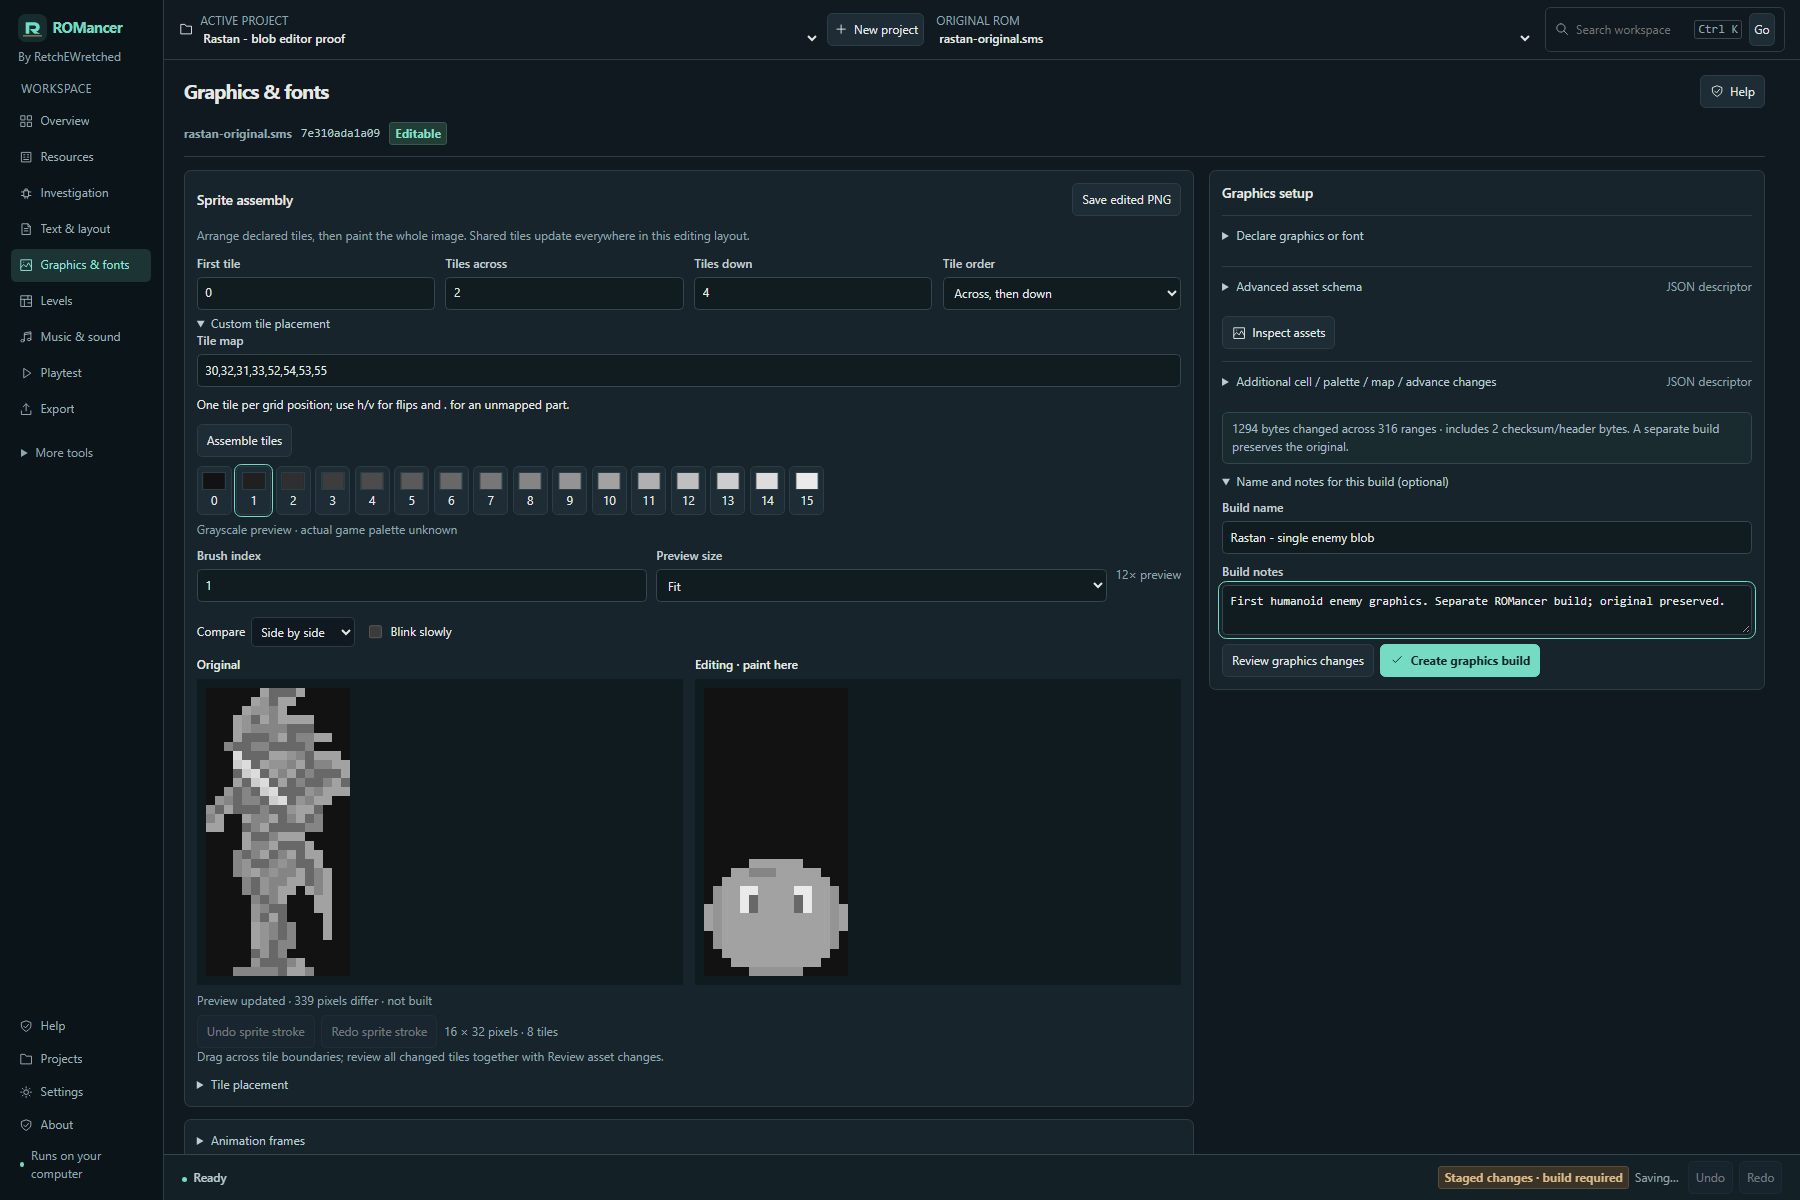 ROMancer
By RetchEWretched
WORKSPACE
Overview
Resources
Investigation
Text & layout
Graphics & fonts
Levels
Music & sound
Playtest
Export
More tools
Help
Projects
Settings
About
Runs on your
computer
ACTIVE PROJECT
Rastan - blob editor proof
New project
ORIGINAL ROM
rastan-original.sms
Search workspace
Ctrl K
Go
Graphics & fonts
Help
rastan-original.sms 7e310ada1a09 Editable
Sprite assembly
Save edited PNG
Arrange declared tiles, then paint the whole image. Shared tiles update everywhere in this editing layout.
First tile
Tiles across
Tiles down
Tile order
0
2
4
Across, then down
Custom tile placement
Tile map
30,32,31,33,52,54,53,55
One tile per grid position; use h/v for flips and . for an unmapped part.
Assemble tiles
0 1 2 3 4 5 6 7 8 9 10 11 12 13 14 15
Grayscale preview · actual game palette unknown
Brush index
Preview size
1
Fit
12× preview
Compare
Side by side
Blink slowly
Original
Editing · paint here
Preview updated · 339 pixels differ · not built
Undo sprite stroke
Redo sprite stroke
16 × 32 pixels · 8 tiles
Drag across tile boundaries; review all changed tiles together with Review asset changes.
Tile placement
Animation frames
Graphics setup
Declare graphics or font
Advanced asset schema
JSON descriptor
Inspect assets
Additional cell / palette / map / advance changes
JSON descriptor
1294 bytes changed across 316 ranges · includes 2 checksum/header bytes. A separate build
preserves the original.
Name and notes for this build (optional)
Build name
Rastan - single enemy blob
Build notes
First humanoid enemy graphics. Separate ROMancer build; original preserved.
Review graphics changes
Create graphics build
Ready
Staged changes · build required
Saving...
Undo
Redo